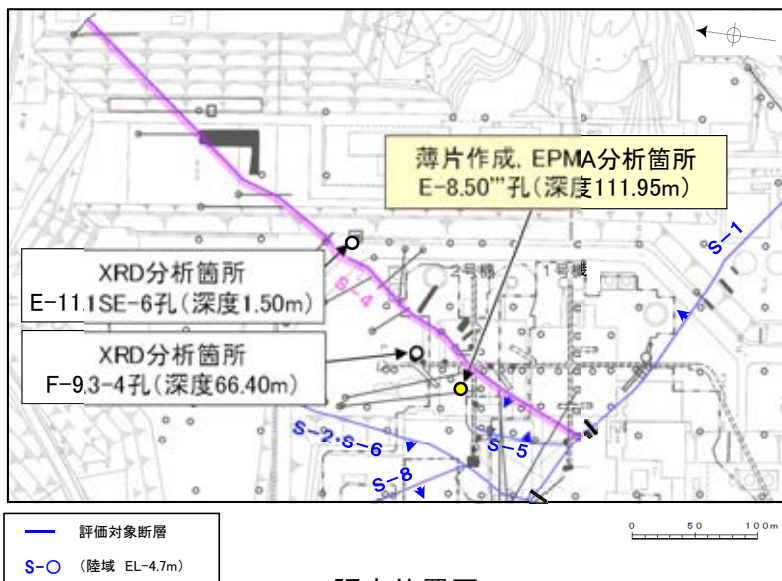 薄片作成，EPMA分析箇所
E-8.50'''孔(深度111.95m)
S-1
XRD分析箇所
E-11.1SE-6孔(深度1.50m)
S-4
2号機
1号機
XRD分析箇所
F-9.3-4孔(深度66.40m)
S-2・S-6
S-5
S-8
評価対象断層
S-○ (陸域 EL-4.7m)
0 50 100m